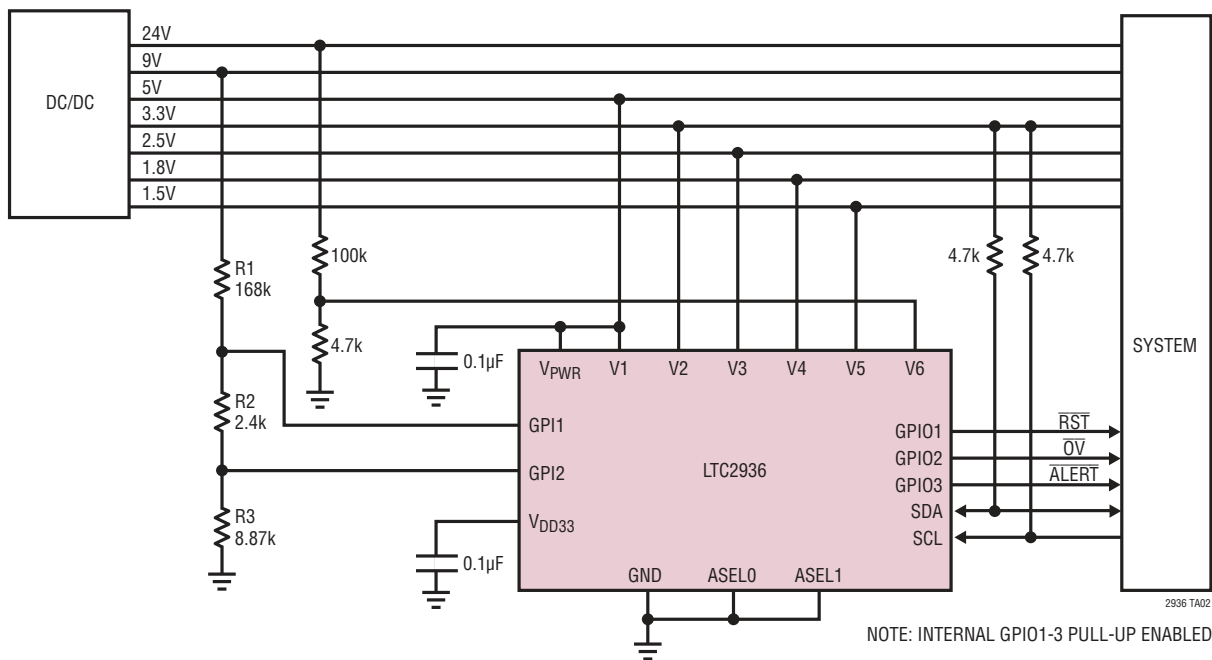 24V
9V
5V
DC/DC
3.3V
2.5V
1.8V
1.5V
R1
168k
100k
4.7k
4.7k
4.7k
0.1µF
VPWR
V1
V2
V3
V4
V5
V6
SYSTEM
R2
2.4k
GPI1
GPIO1
RST
GPIO2
OV
GPI2
LTC2936
GPIO3
ALERT
SDA
R3
8.87k
VDD33
SCL
0.1µF
GND
ASEL0
ASEL1
2936 TA02
NOTE: INTERNAL GPIO1-3 PULL-UP ENABLED